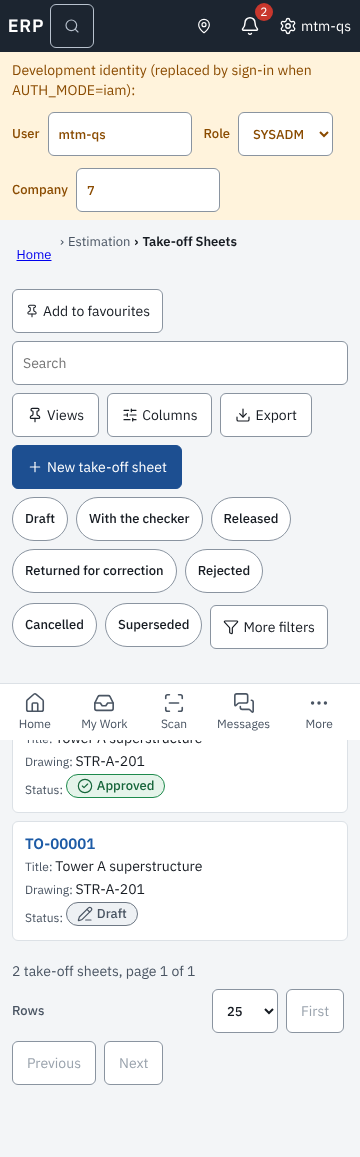 ERP
2
mtm-qs
Development identity (replaced by sign-in when
AUTH_MODE=iam):
User mtm-qs Role SYSADM
Company 7
Home › Estimation › Take-off Sheets
Add to favourites
Search
Views Columns Export
+ New take-off sheet
Draft With the checker Released
Returned for correction Rejected
Cancelled Superseded More filters
Home My Work Scan Messages More
Title: Tower A superstructure
Drawing: STR-A-201
Status: Approved
TO-00001
Title: Tower A superstructure
Drawing: STR-A-201
Status: Draft
2 take-off sheets, page 1 of 1
Rows 25 First
Previous Next